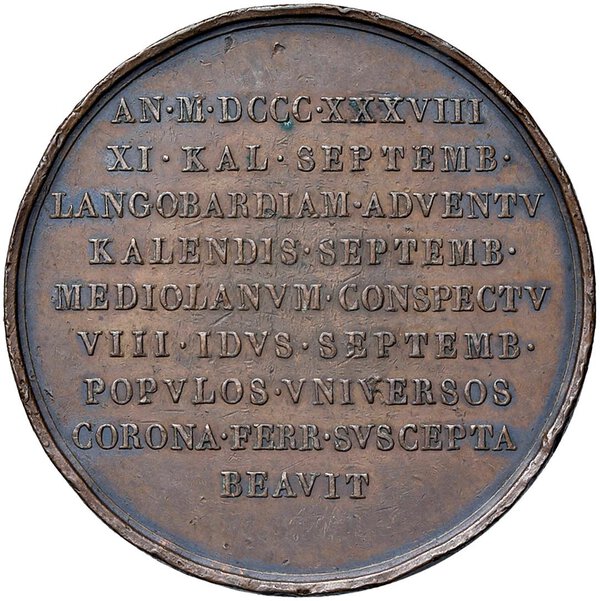 AN·M·DCCC·XXXVIII
XI·KAL·SEPTEMB·
LANGOBARDIAM·ADVENTV
KALENDIS·SEPTEMB·
MEDIOLANVM·CONSPECTV
VIII·IDVS·SEPTEMB·
POPVLOS·VNIVERSOS
CORONA·FERR·SVSCEPTA
BEAVIT